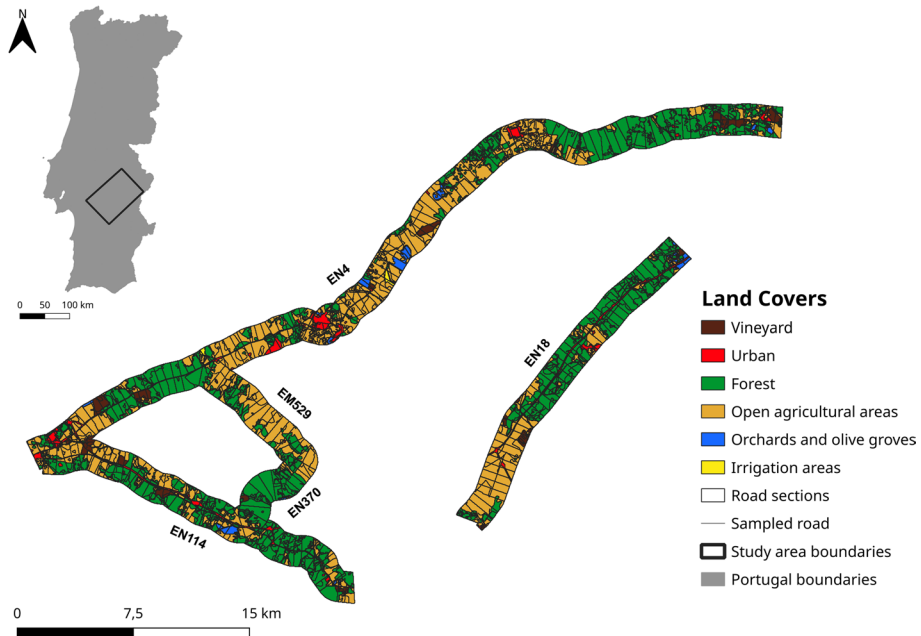 N
0 50 100 km
EN4
EM529
EN370
EN114
EN18
Land Covers
Vineyard
Urban
Forest
Open agricultural areas
Orchards and olive groves
Irrigation areas
Road sections
Sampled road
Study area boundaries
Portugal boundaries
0 7,5 15 km